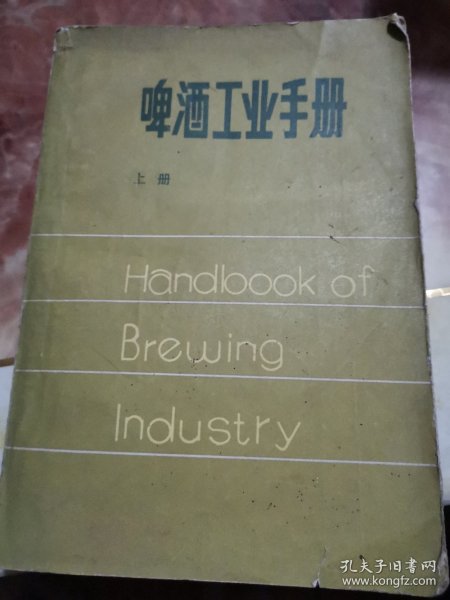 啤酒工业手册
上册
Handbook of
Brewing
Industry
孔夫子旧书网
www.kongfz.com